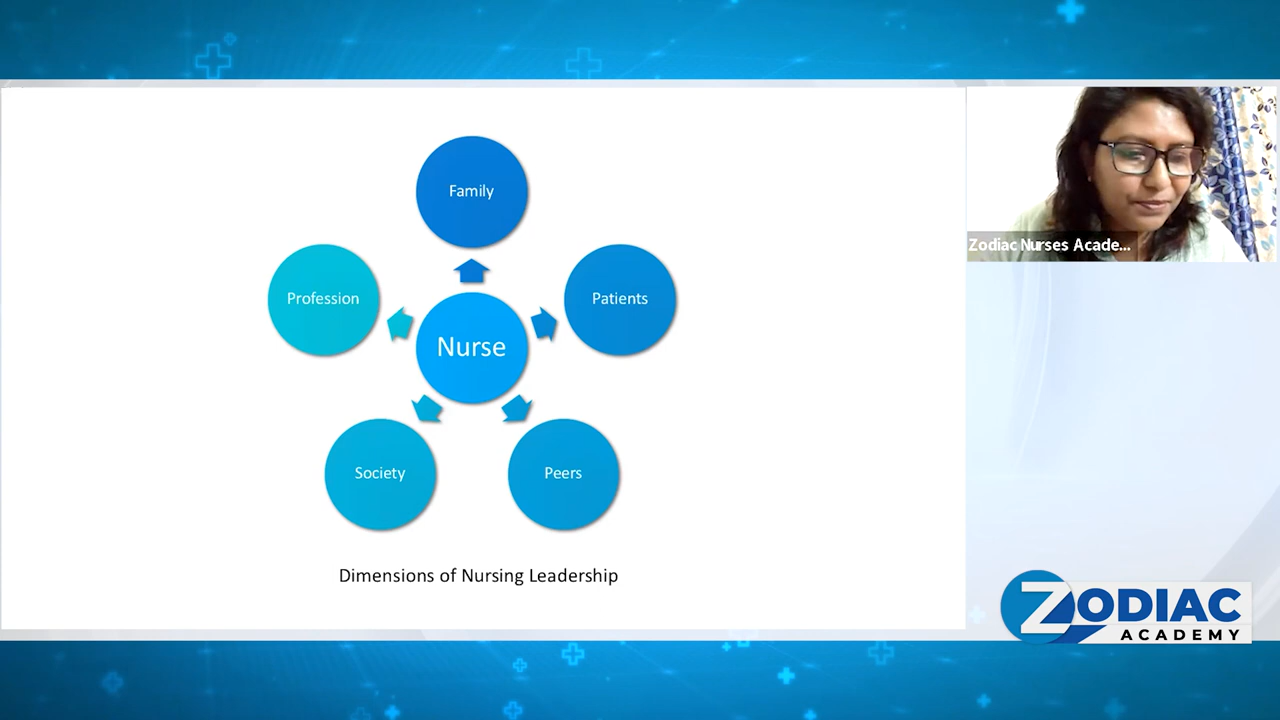 Family
Profession
Patients
Nurse
Society
Peers
Dimensions of Nursing Leadership
Zodiac Nurses Acade...
ZODIAC
ACADEMY